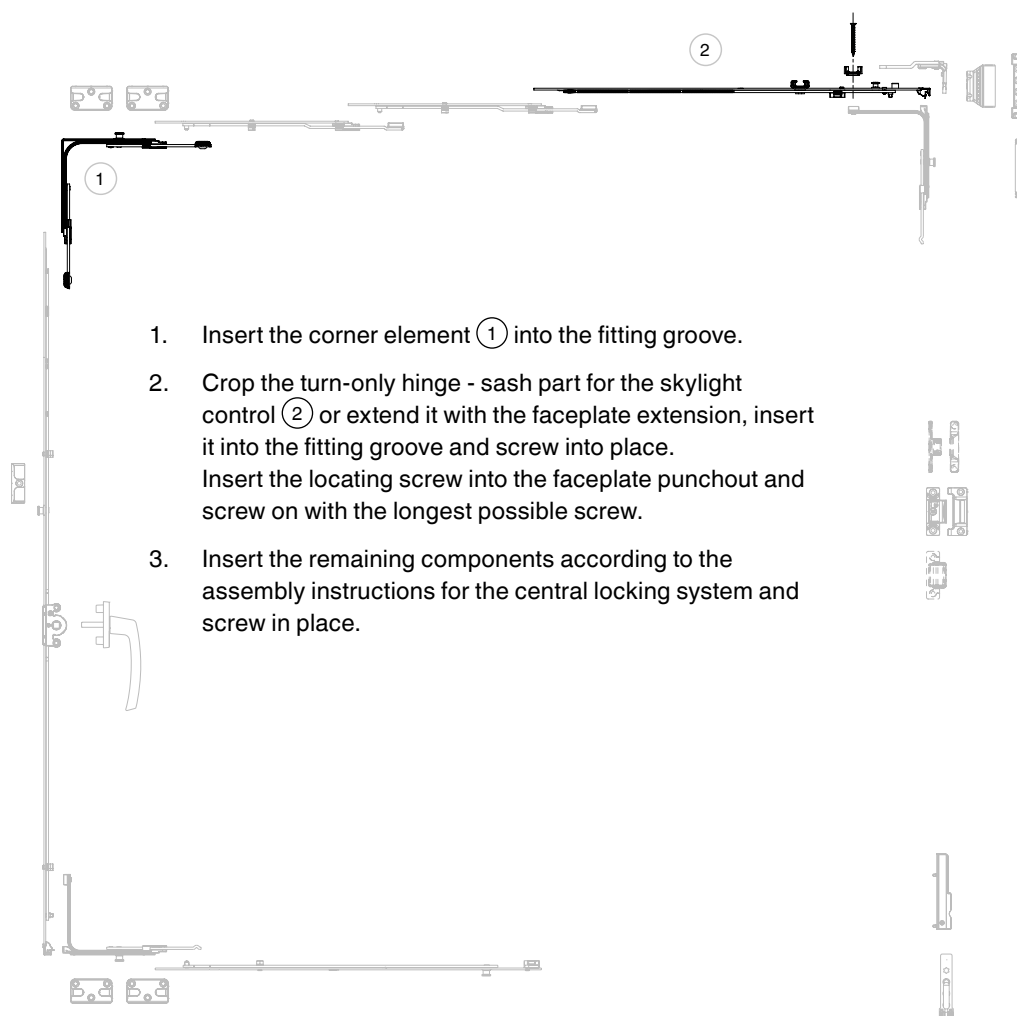 2
1
1. Insert the corner element 1 into the fitting groove.
2. Crop the turn-only hinge - sash part for the skylight
control 2 or extend it with the faceplate extension, insert
it into the fitting groove and screw into place.
Insert the locating screw into the faceplate punchout and
screw on with the longest possible screw.
3. Insert the remaining components according to the
assembly instructions for the central locking system and
screw in place.